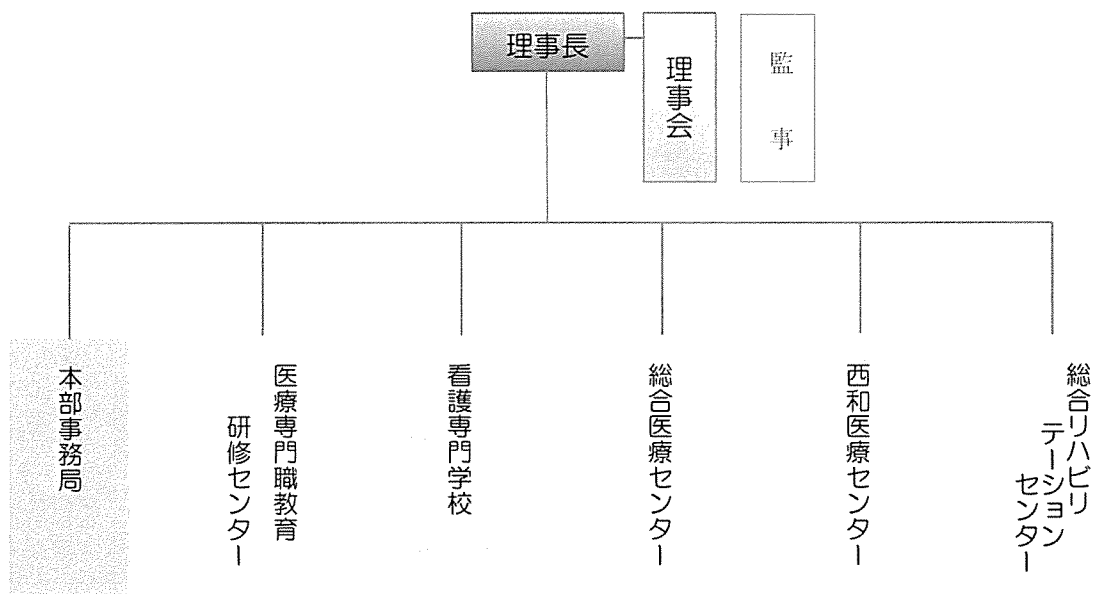 理事長
理事会
監事
本部事務局
医療専門職教育
研修センター
看護専門学校
総合医療センター
西和医療センター
総合リハビリ
テーション
センター